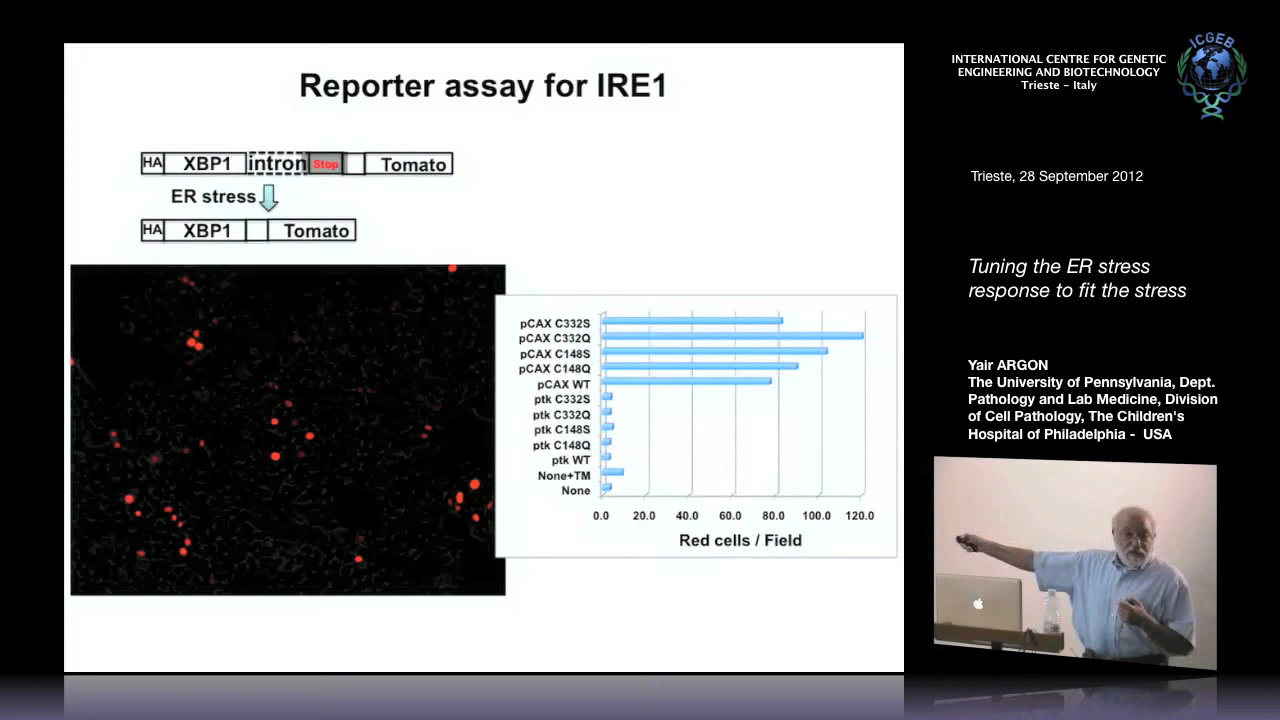 Reporter assay for IRE1
HA XBP1 intron Stop Tomato
ER stress
HA XBP1 Tomato
pCAX C332S
pCAX C332Q
pCAX C148S
pCAX C148Q
pCAX WT
ptk C332S
ptk C332Q
ptk C148S
ptk C148Q
ptk WT
None+TM
None
0.0 20.0 40.0 60.0 80.0 100.0 120.0
Red cells / Field
INTERNATIONAL CENTRE FOR GENETIC
ENGINEERING AND BIOTECHNOLOGY
Trieste - Italy
ICGEB
Trieste, 28 September 2012
Tuning the ER stress
response to fit the stress
Yair ARGON
The University of Pennsylvania, Dept.
Pathology and Lab Medicine, Division
of Cell Pathology, The Children's
Hospital of Philadelphia - USA